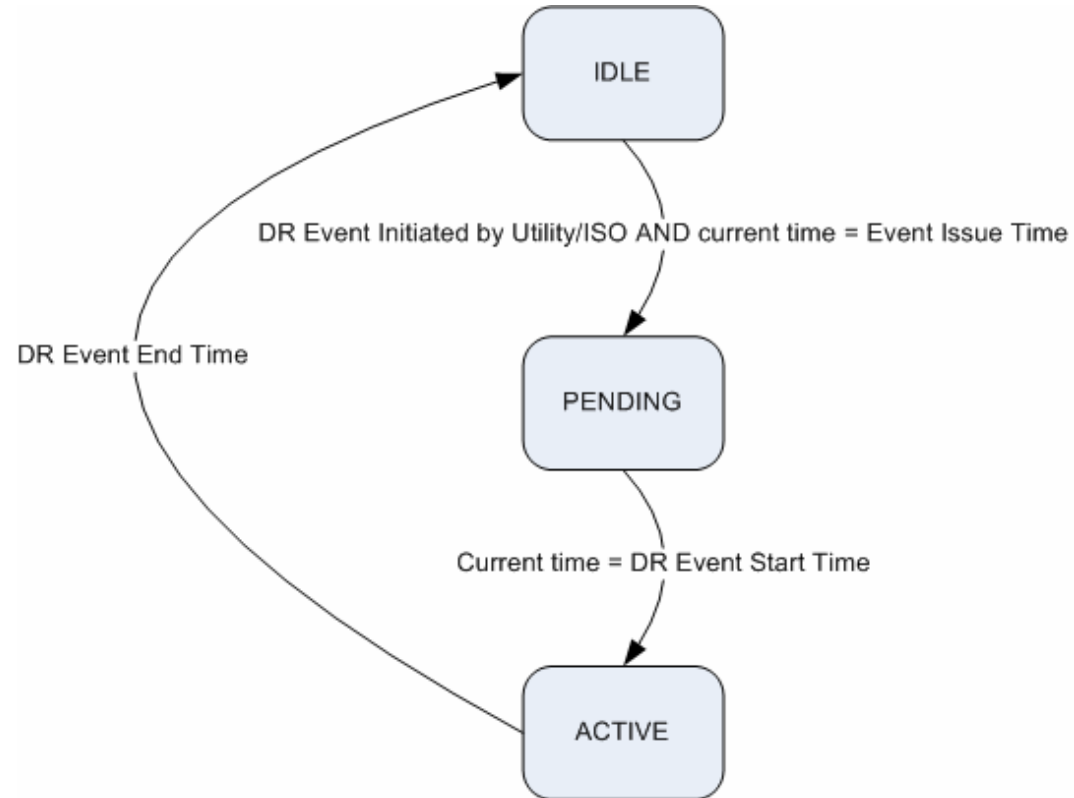 IDLE
DR Event Initiated by Utility/ISO AND current time = Event Issue Time
DR Event End Time
PENDING
Current time = DR Event Start Time
ACTIVE